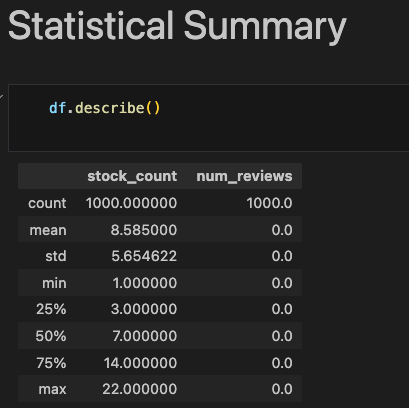 Statistical Summary
df.describe()
stock_count num_reviews
count 1000.000000 1000.0
mean 8.585000 0.0
std 5.654622 0.0
min 1.000000 0.0
25% 3.000000 0.0
50% 7.000000 0.0
75% 14.000000 0.0
max 22.000000 0.0